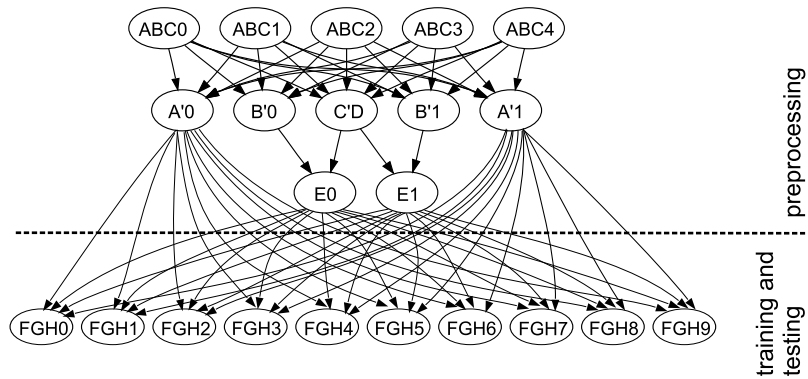 ABC0 ABC1 ABC2 ABC3 ABC4
A'0 B'0 C'D B'1 A'1
E0 E1
preprocessing
FGH0 FGH1 FGH2 FGH3 FGH4 FGH5 FGH6 FGH7 FGH8 FGH9
training and
testing